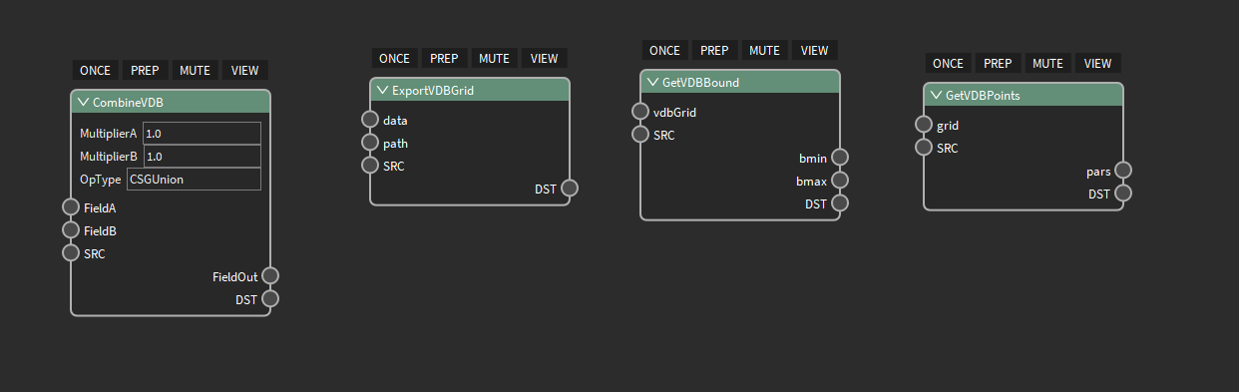 ONCE PREP MUTE VIEW
CombineVDB
MultiplierA 1.0
MultiplierB 1.0
OpType CSGUnion
FieldA
FieldB
SRC
FieldOut
DST
ONCE PREP MUTE VIEW
ExportVDBGrid
data
path
SRC
DST
ONCE PREP MUTE VIEW
GetVDBBound
vdbGrid
SRC
bmin
bmax
DST
ONCE PREP MUTE VIEW
GetVDBPoints
grid
SRC
pars
DST